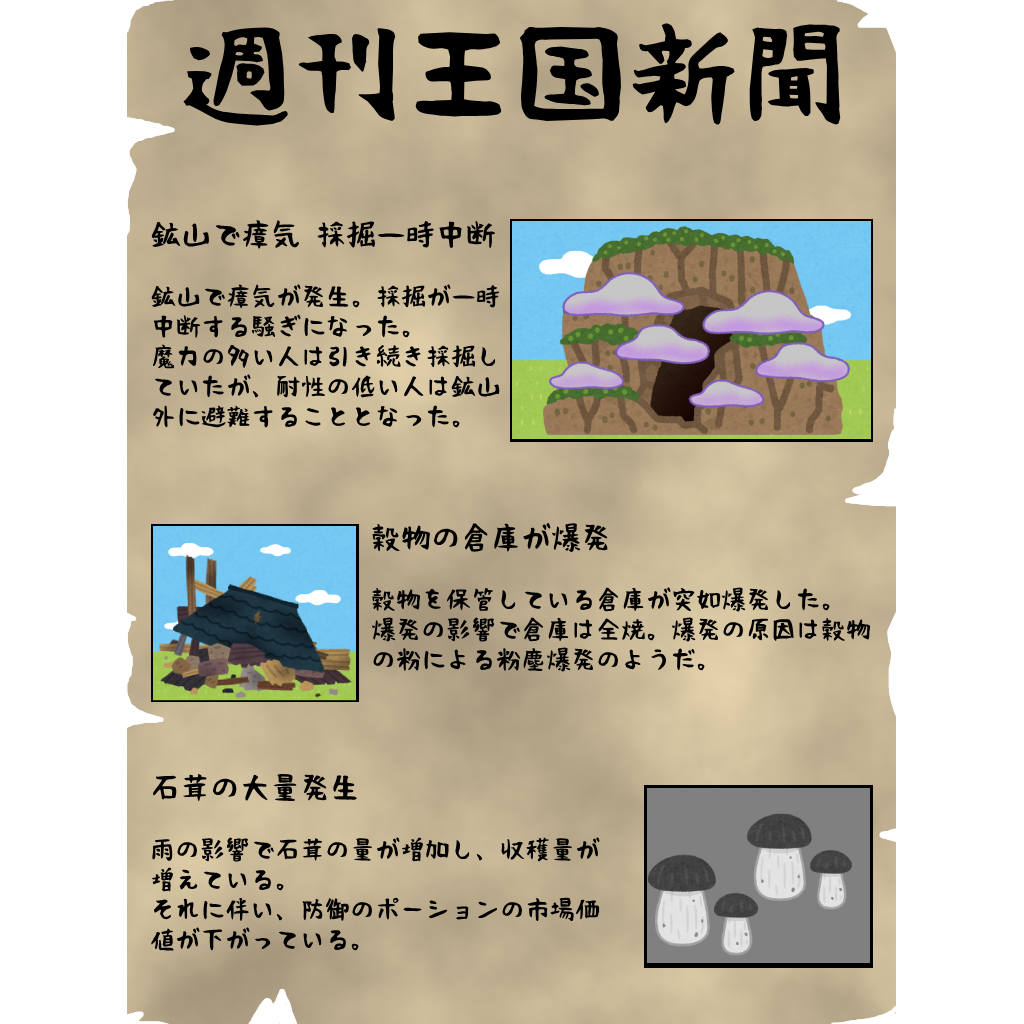 週刊王国新聞
鉱山で瘴気 採掘一時中断
鉱山で瘴気が発生。採掘が一時
中断する騒ぎになった。
魔力の多い人は引き続き採掘し
ていたが、耐性の低い人は鉱山
外に避難することとなった。
穀物の倉庫が爆発
穀物を保管している倉庫が突如爆発した。
爆発の影響で倉庫は全焼。爆発の原因は穀物
の粉による粉塵爆発のようだ。
石茸の大量発生
雨の影響で石茸の量が増加し、収穫量が
増えている。
それに伴い、防御のポーションの市場価
値が下がっている。